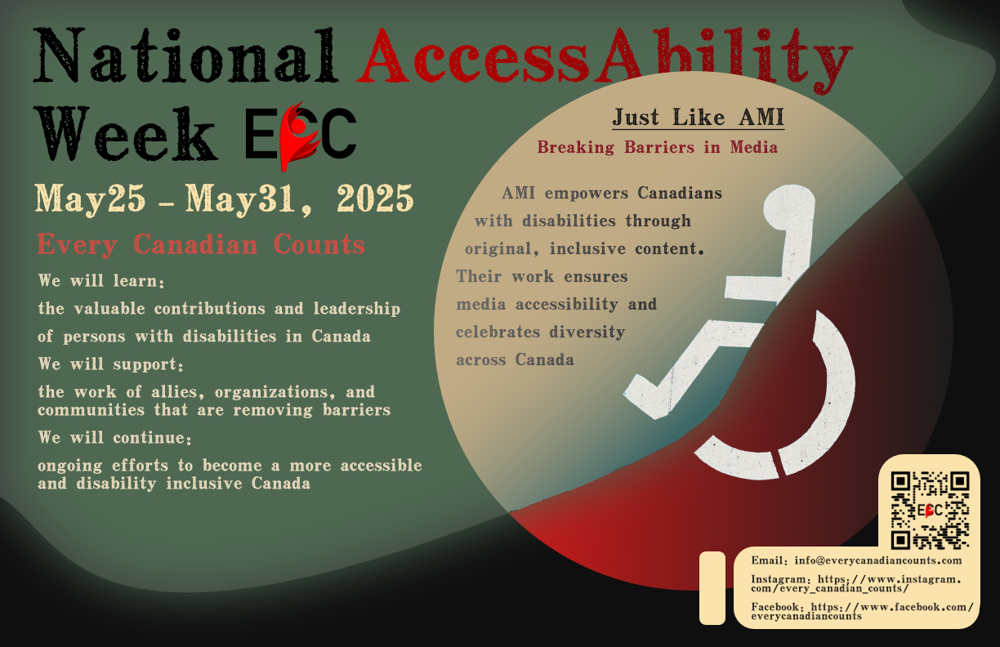 National AccessAbility
Week ECC
May25 – May31, 2025
Every Canadian Counts
We will learn:
the valuable contributions and leadership
of persons with disabilities in Canada
We will support:
the work of allies, organizations, and
communities that are removing barriers
We will continue:
ongoing efforts to become a more accessible
and disability inclusive Canada
Just Like AMI
Breaking Barriers in Media
AMI empowers Canadians
with disabilities through
original, inclusive content.
Their work ensures
media accessibility and
celebrates diversity
across Canada
ECC
Email: info@everycanadiancounts.com
Instagram: https://www.instagram.
com/every_canadian_counts/
Facebook: https://www.facebook.com/
everycanadiancounts